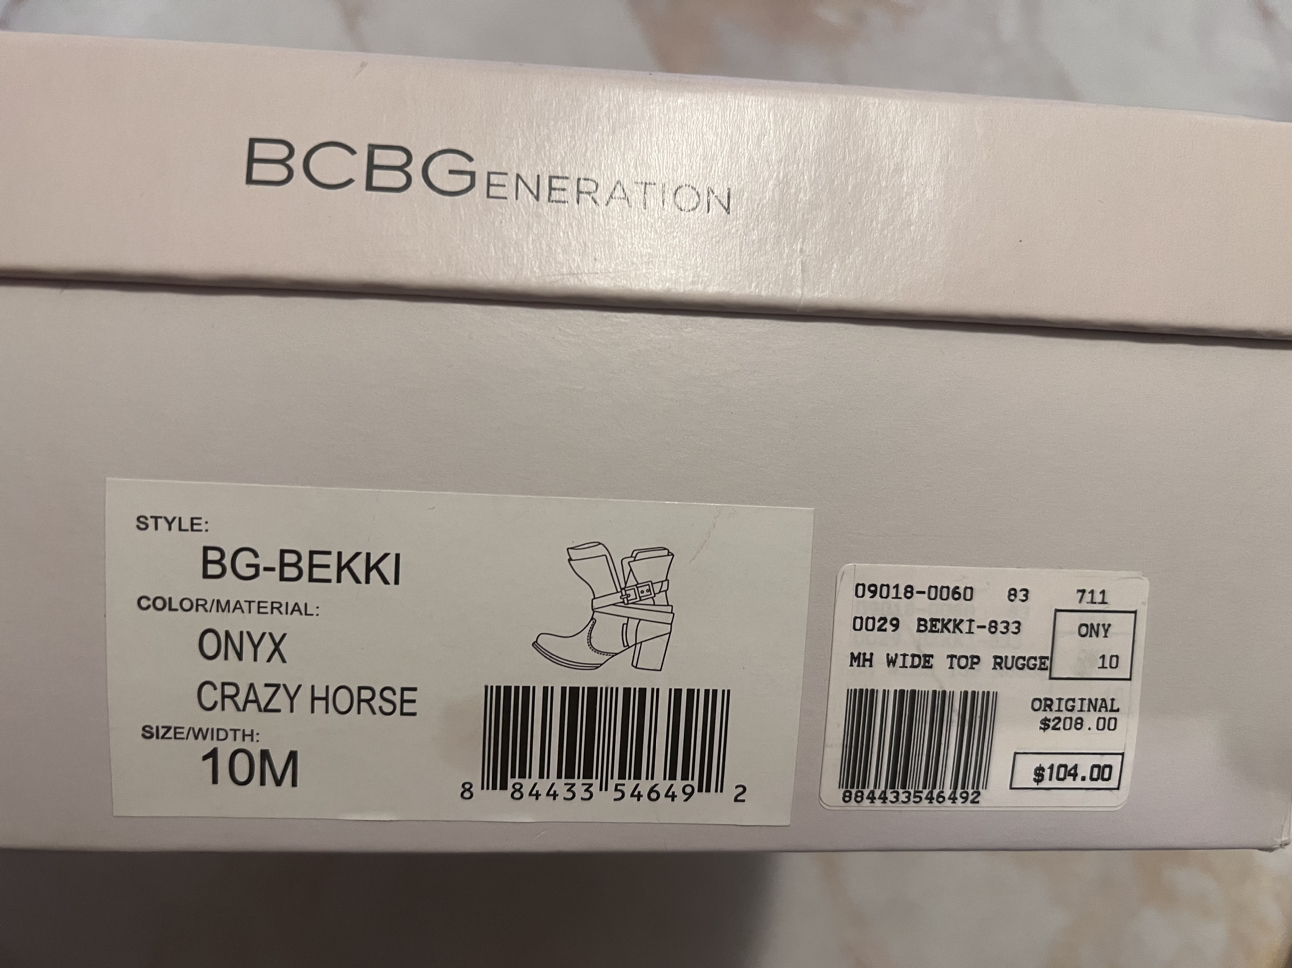 BCBGENERATION
STYLE:
BG-BEKKI
COLOR/MATERIAL:
ONYX
CRAZY HORSE
SIZE/WIDTH:
10M
8 84433 54649 2
09018-0060 83 711
0029 BEKKI-833 ONY
MH WIDE TOP RUGGE 10
ORIGINAL
$208.00
$104.00
884433546492